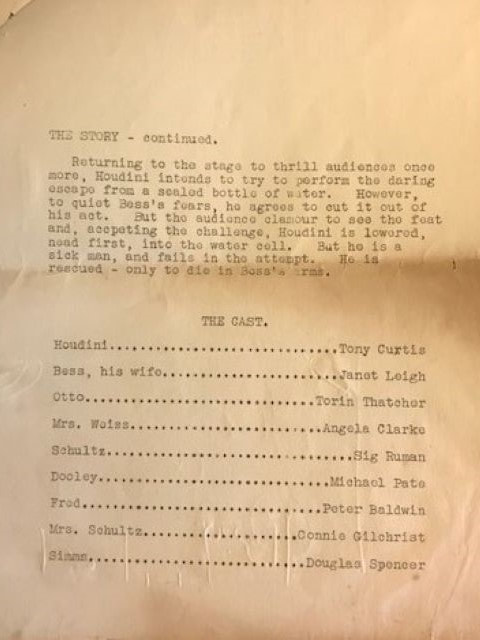 THE STORY - continued.
Returning to the stage to thrill audiences once
more, Houdini intends to try to perform the daring
escape from a sealed bottle of water. However,
to quiet Bess's fears, he agrees to cut it out of
his act. But the audience clamour to see the feat
and, accpeting the challenge, Houdini is lowered,
head first, into the water cell. But he is a
sick man, and fails in the attempt. He is
rescued - only to die in Bess's arms.
THE CAST.
Houdini....................................Tony Curtis
Bess, his wife............................Janet Leigh
Otto....................................Torin Thatcher
Mrs. Weiss..............................Angela Clarke
Schultz.....................................Sig Ruman
Dooley...................................Michael Pate
Fred....................................Peter Baldwin
Mrs. Schultz.......................Connie Gilchrist
Simms..................................Douglas Spencer